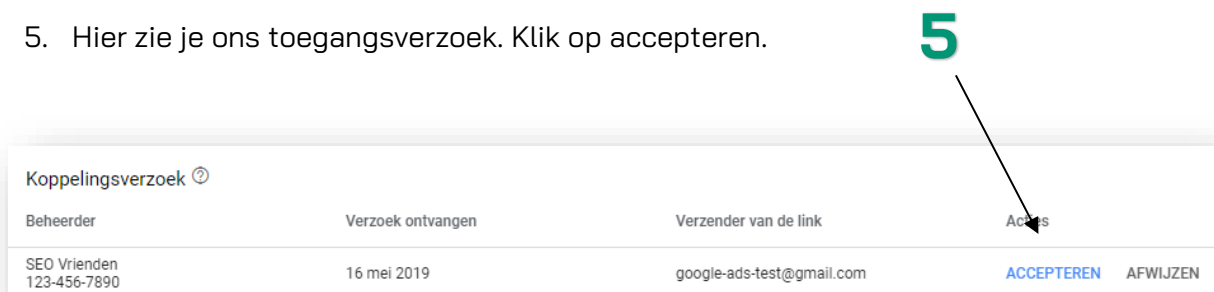 5. Hier zie je ons toegangsverzoek. Klik op accepteren.
5
Koppelingsverzoek ?
Beheerder Verzoek ontvangen Verzender van de link Acties
SEO Vrienden
123-456-7890 16 mei 2019 google-ads-test@gmail.com ACCEPTEREN AFWIJZEN